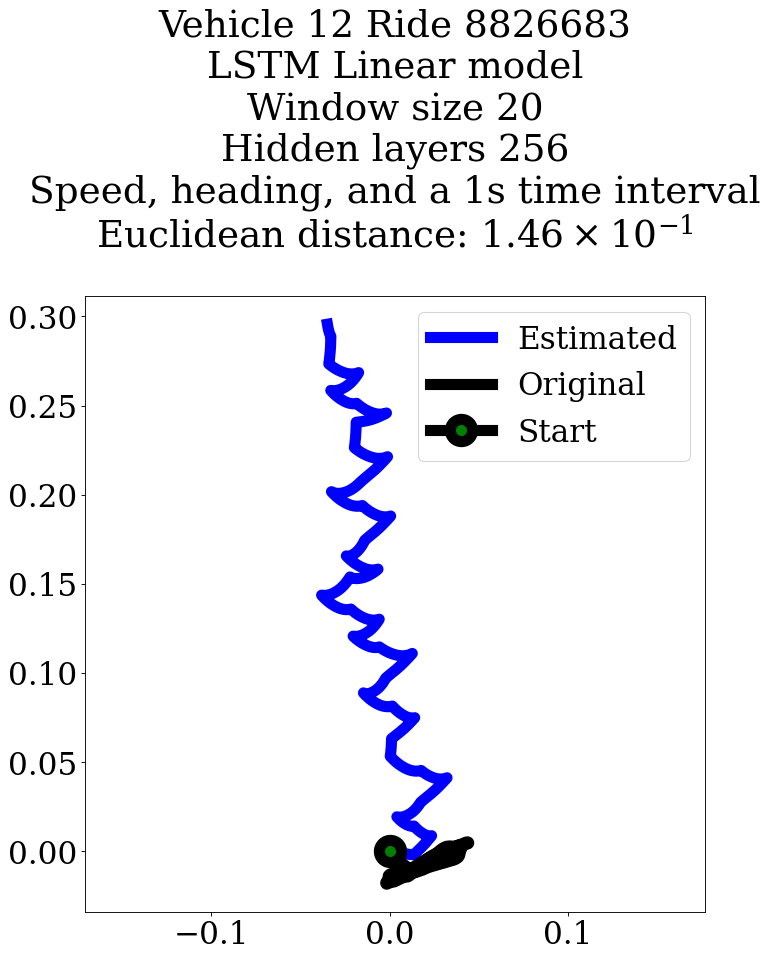 Vehicle 12 Ride 8826683
LSTM Linear model
Window size 20
Hidden layers 256
Speed, heading, and a 1s time interval
Euclidean distance: 1.46 × 10⁻¹
0.30
0.25
0.20
0.15
0.10
0.05
0.00
Estimated
Original
Start
−0.1
0.0
0.1